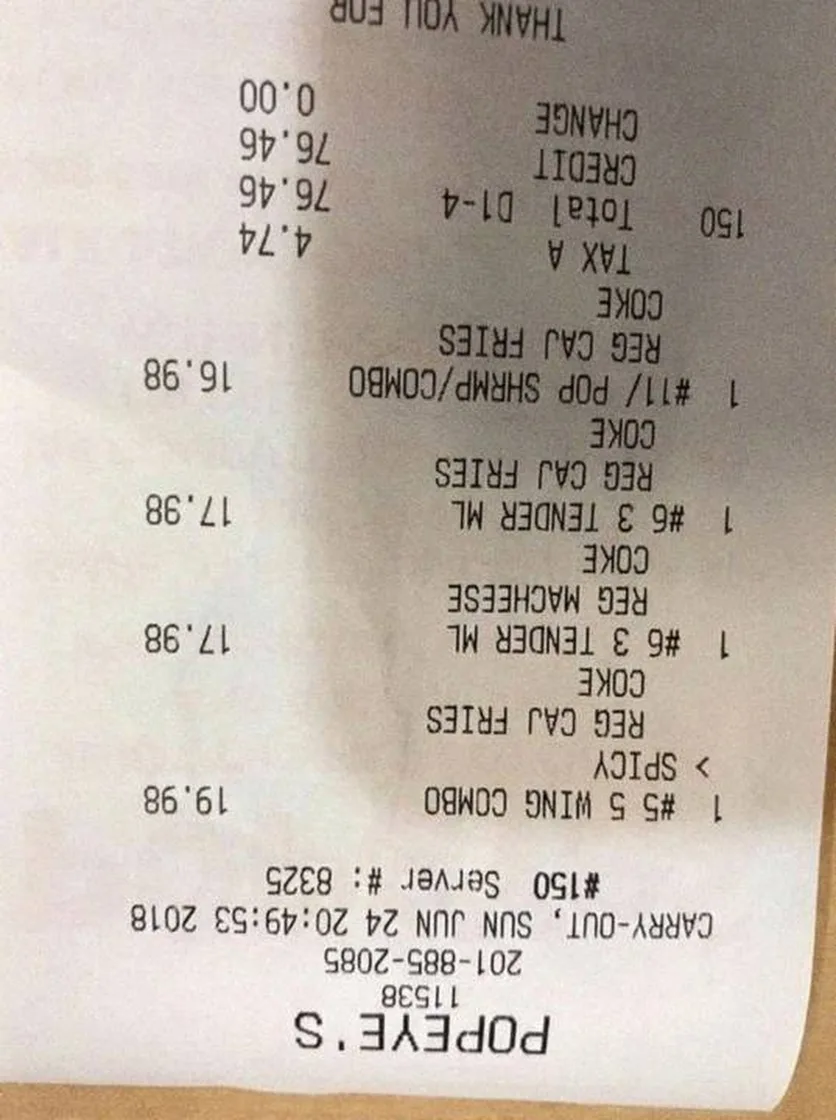 POPEYE'S
11538
201-885-2085
CARRY-OUT, SUN JUN 24 20:49:53 2018
#150 Server #: 8325
1 #5 5 WING COMBO 19.98
> SPICY
REG CAJ FRIES
COKE
1 #6 3 TENDER ML 17.98
REG MACHEESE
COKE
1 #6 3 TENDER ML 17.98
REG CAJ FRIES
COKE
1 #11/ POP SHRMP/COMBO 16.98
REG CAJ FRIES
COKE
TAX A 4.74
150 Total D1-4 76.46
CREDIT 76.46
CHANGE 0.00
THANK YOU FOR